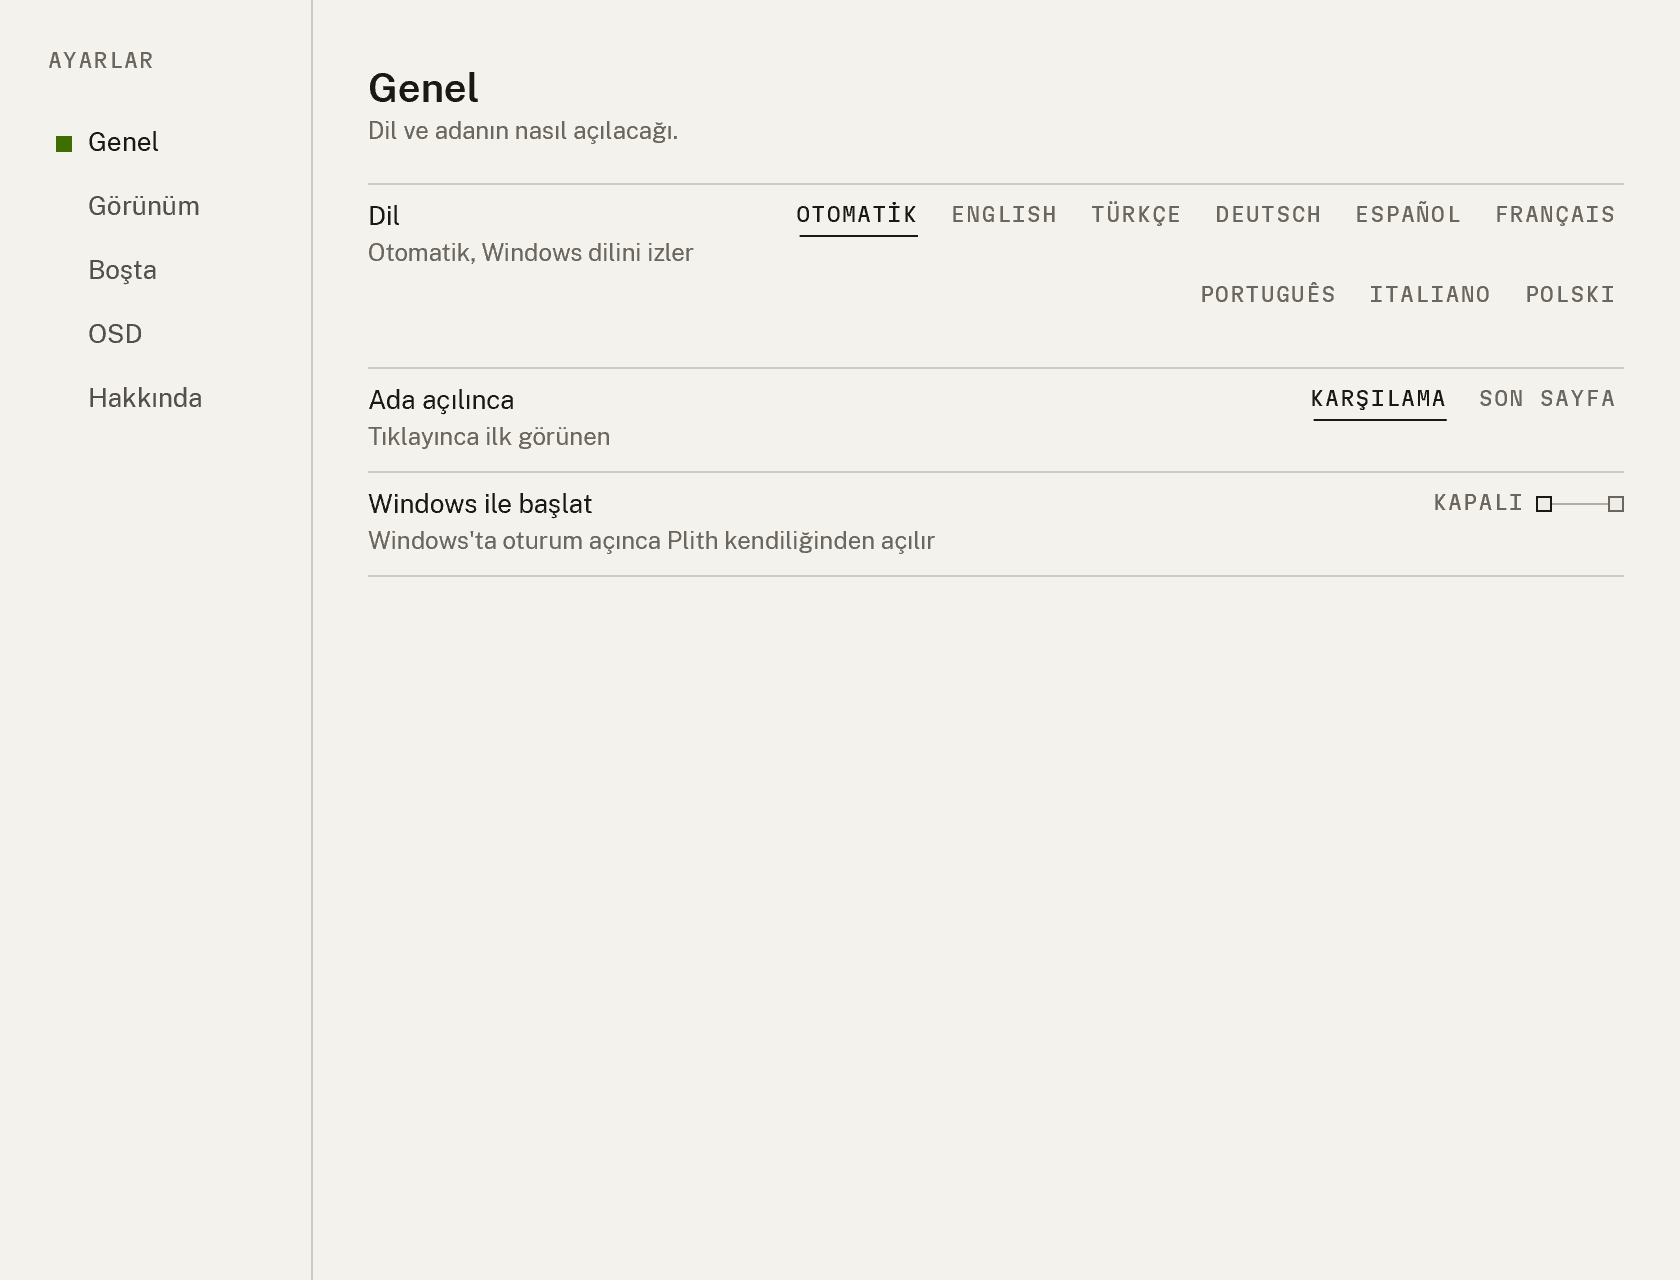 AYARLAR
Genel
Görünüm
Boşta
OSD
Hakkında
Genel
Dil ve adanın nasıl açılacağı.
Dil
Otomatik, Windows dilini izler
OTOMATİK ENGLISH TÜRKÇE DEUTSCH ESPAÑOL FRANÇAIS
PORTUGUÊS ITALIANO POLSKI
Ada açılınca
Tıklayınca ilk görünen
KARŞILAMA SON SAYFA
Windows ile başlat
Windows'ta oturum açınca Plith kendiliğinden açılır
KAPALI